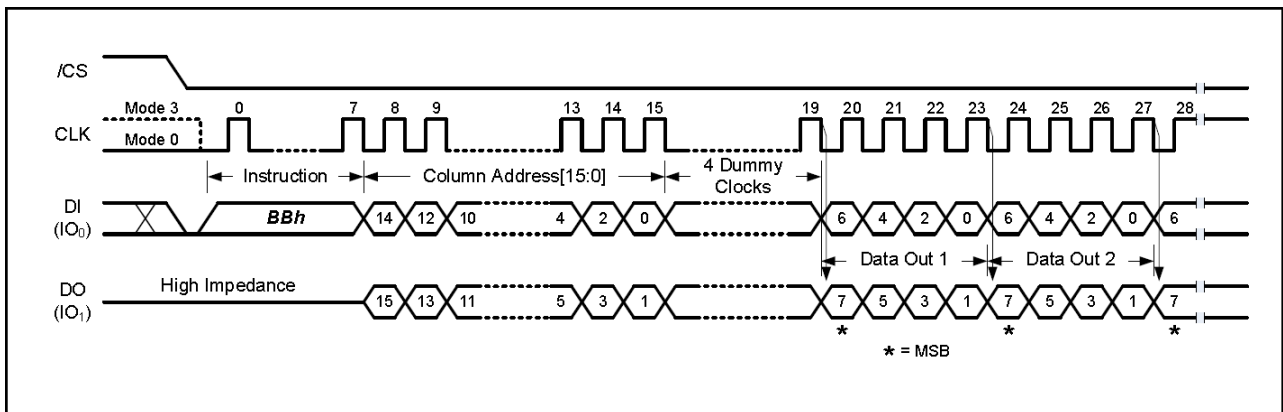 /CS
Mode 3 0 7 8 9 13 14 15 19 20 21 22 23 24 25 26 27 28
CLK
Mode 0
Instruction Column Address[15:0] 4 Dummy
Clocks
DI
(IO0) BBh 14 12 10 4 2 0 6 4 2 0 6 4 2 0 6
Data Out 1 Data Out 2
High Impedance
DO
(IO1) 15 13 11 5 3 1 7 5 3 1 7 5 3 1 7
* * *
* = MSB